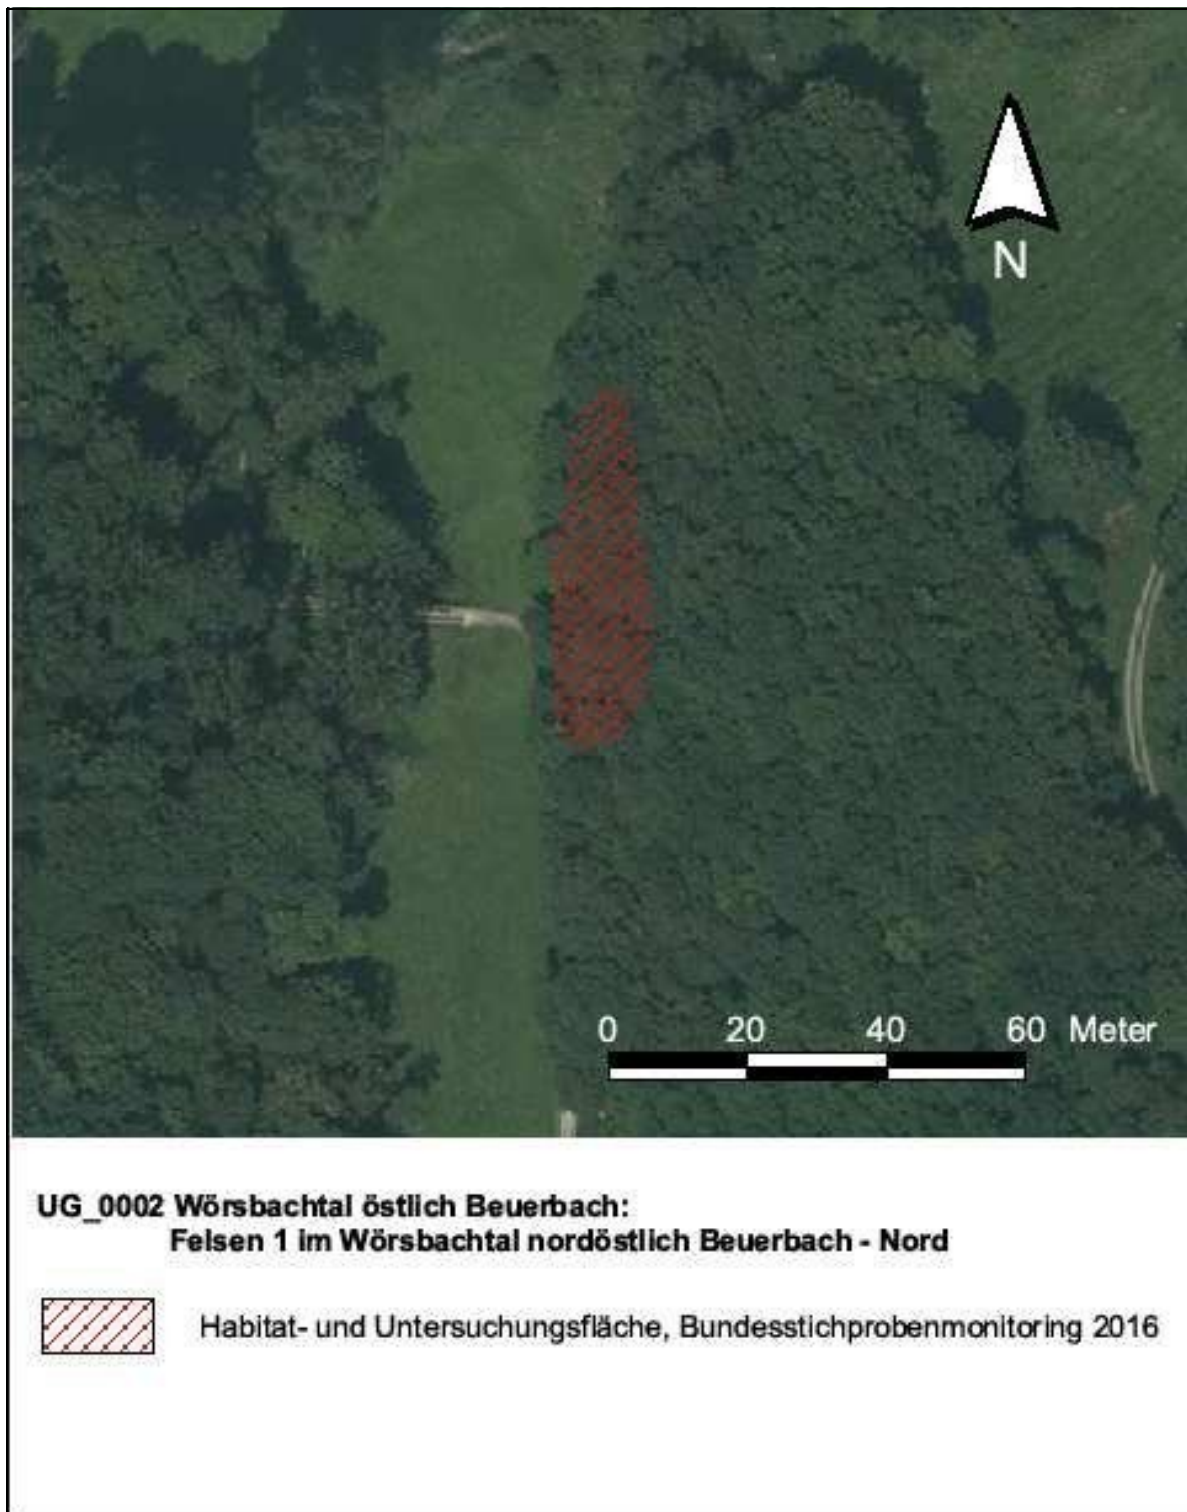 N
0 20 40 60 Meter
UG_0002 Wörsbachtal östlich Beuerbach:
Felsen 1 im Wörsbachtal nordöstlich Beuerbach - Nord
Habitat- und Untersuchungsfläche, Bundesstichprobenmonitoring 2016